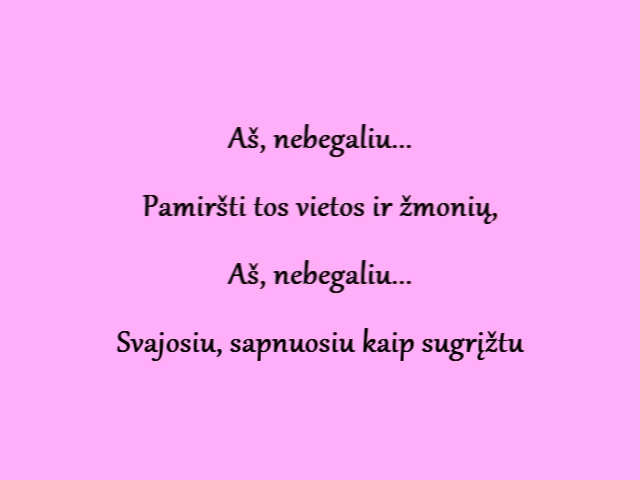 Aš, nebegaliu...
Pamiršti tos vietos ir žmonių,
Aš, nebegaliu...
Svajosiu, sapnuosiu kaip sugrįžtu